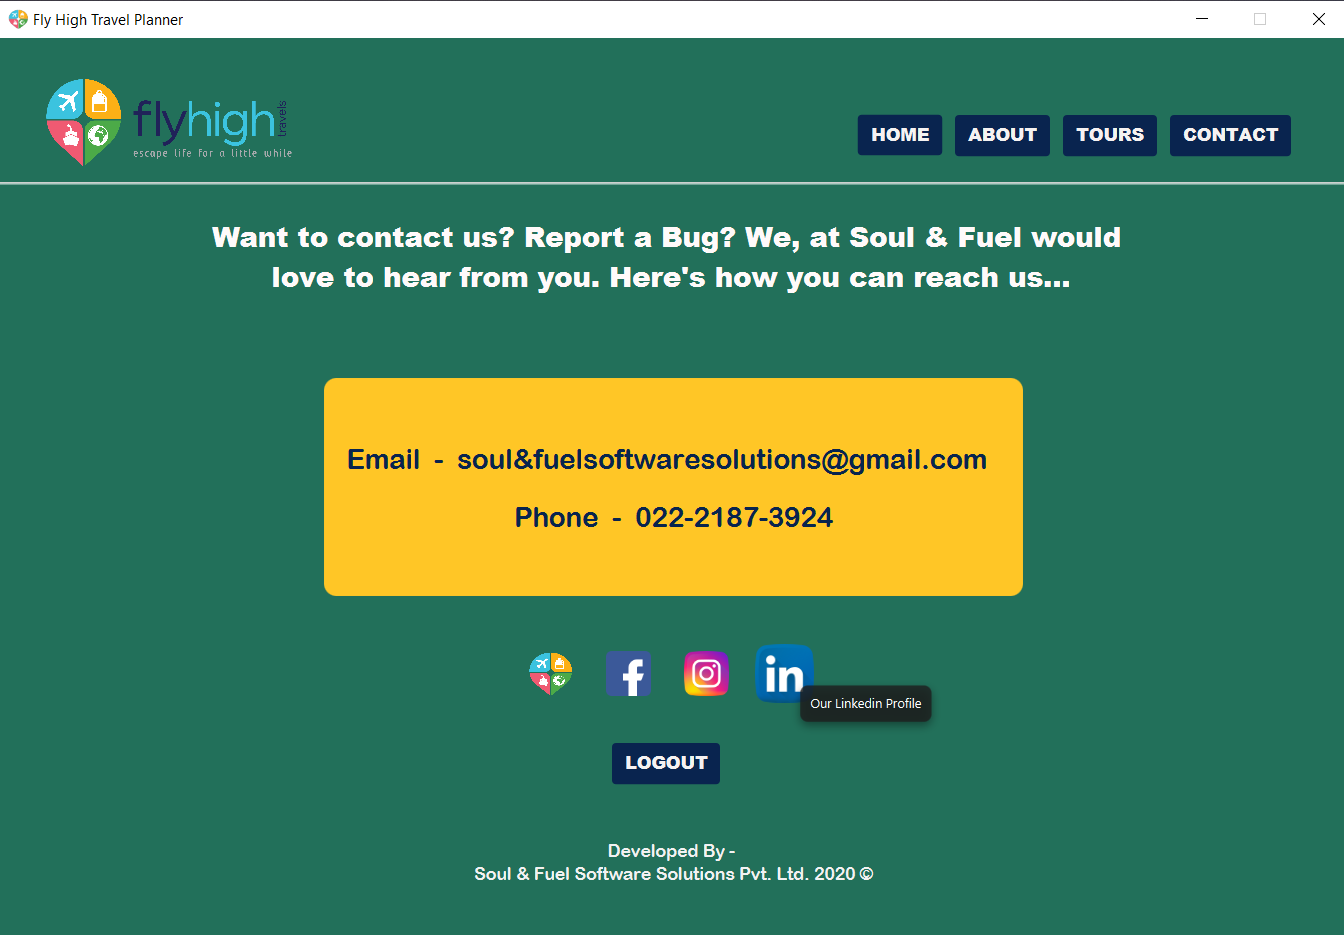 Fly High Travel Planner
flyhigh travels
escape life for a little while
HOME ABOUT TOURS CONTACT
Want to contact us? Report a Bug? We, at Soul & Fuel would
love to hear from you. Here's how you can reach us...
Email - soul&fuelsoftwaresolutions@gmail.com
Phone - 022-2187-3924
f in
Our Linkedin Profile
LOGOUT
Developed By -
Soul & Fuel Software Solutions Pvt. Ltd. 2020 ©